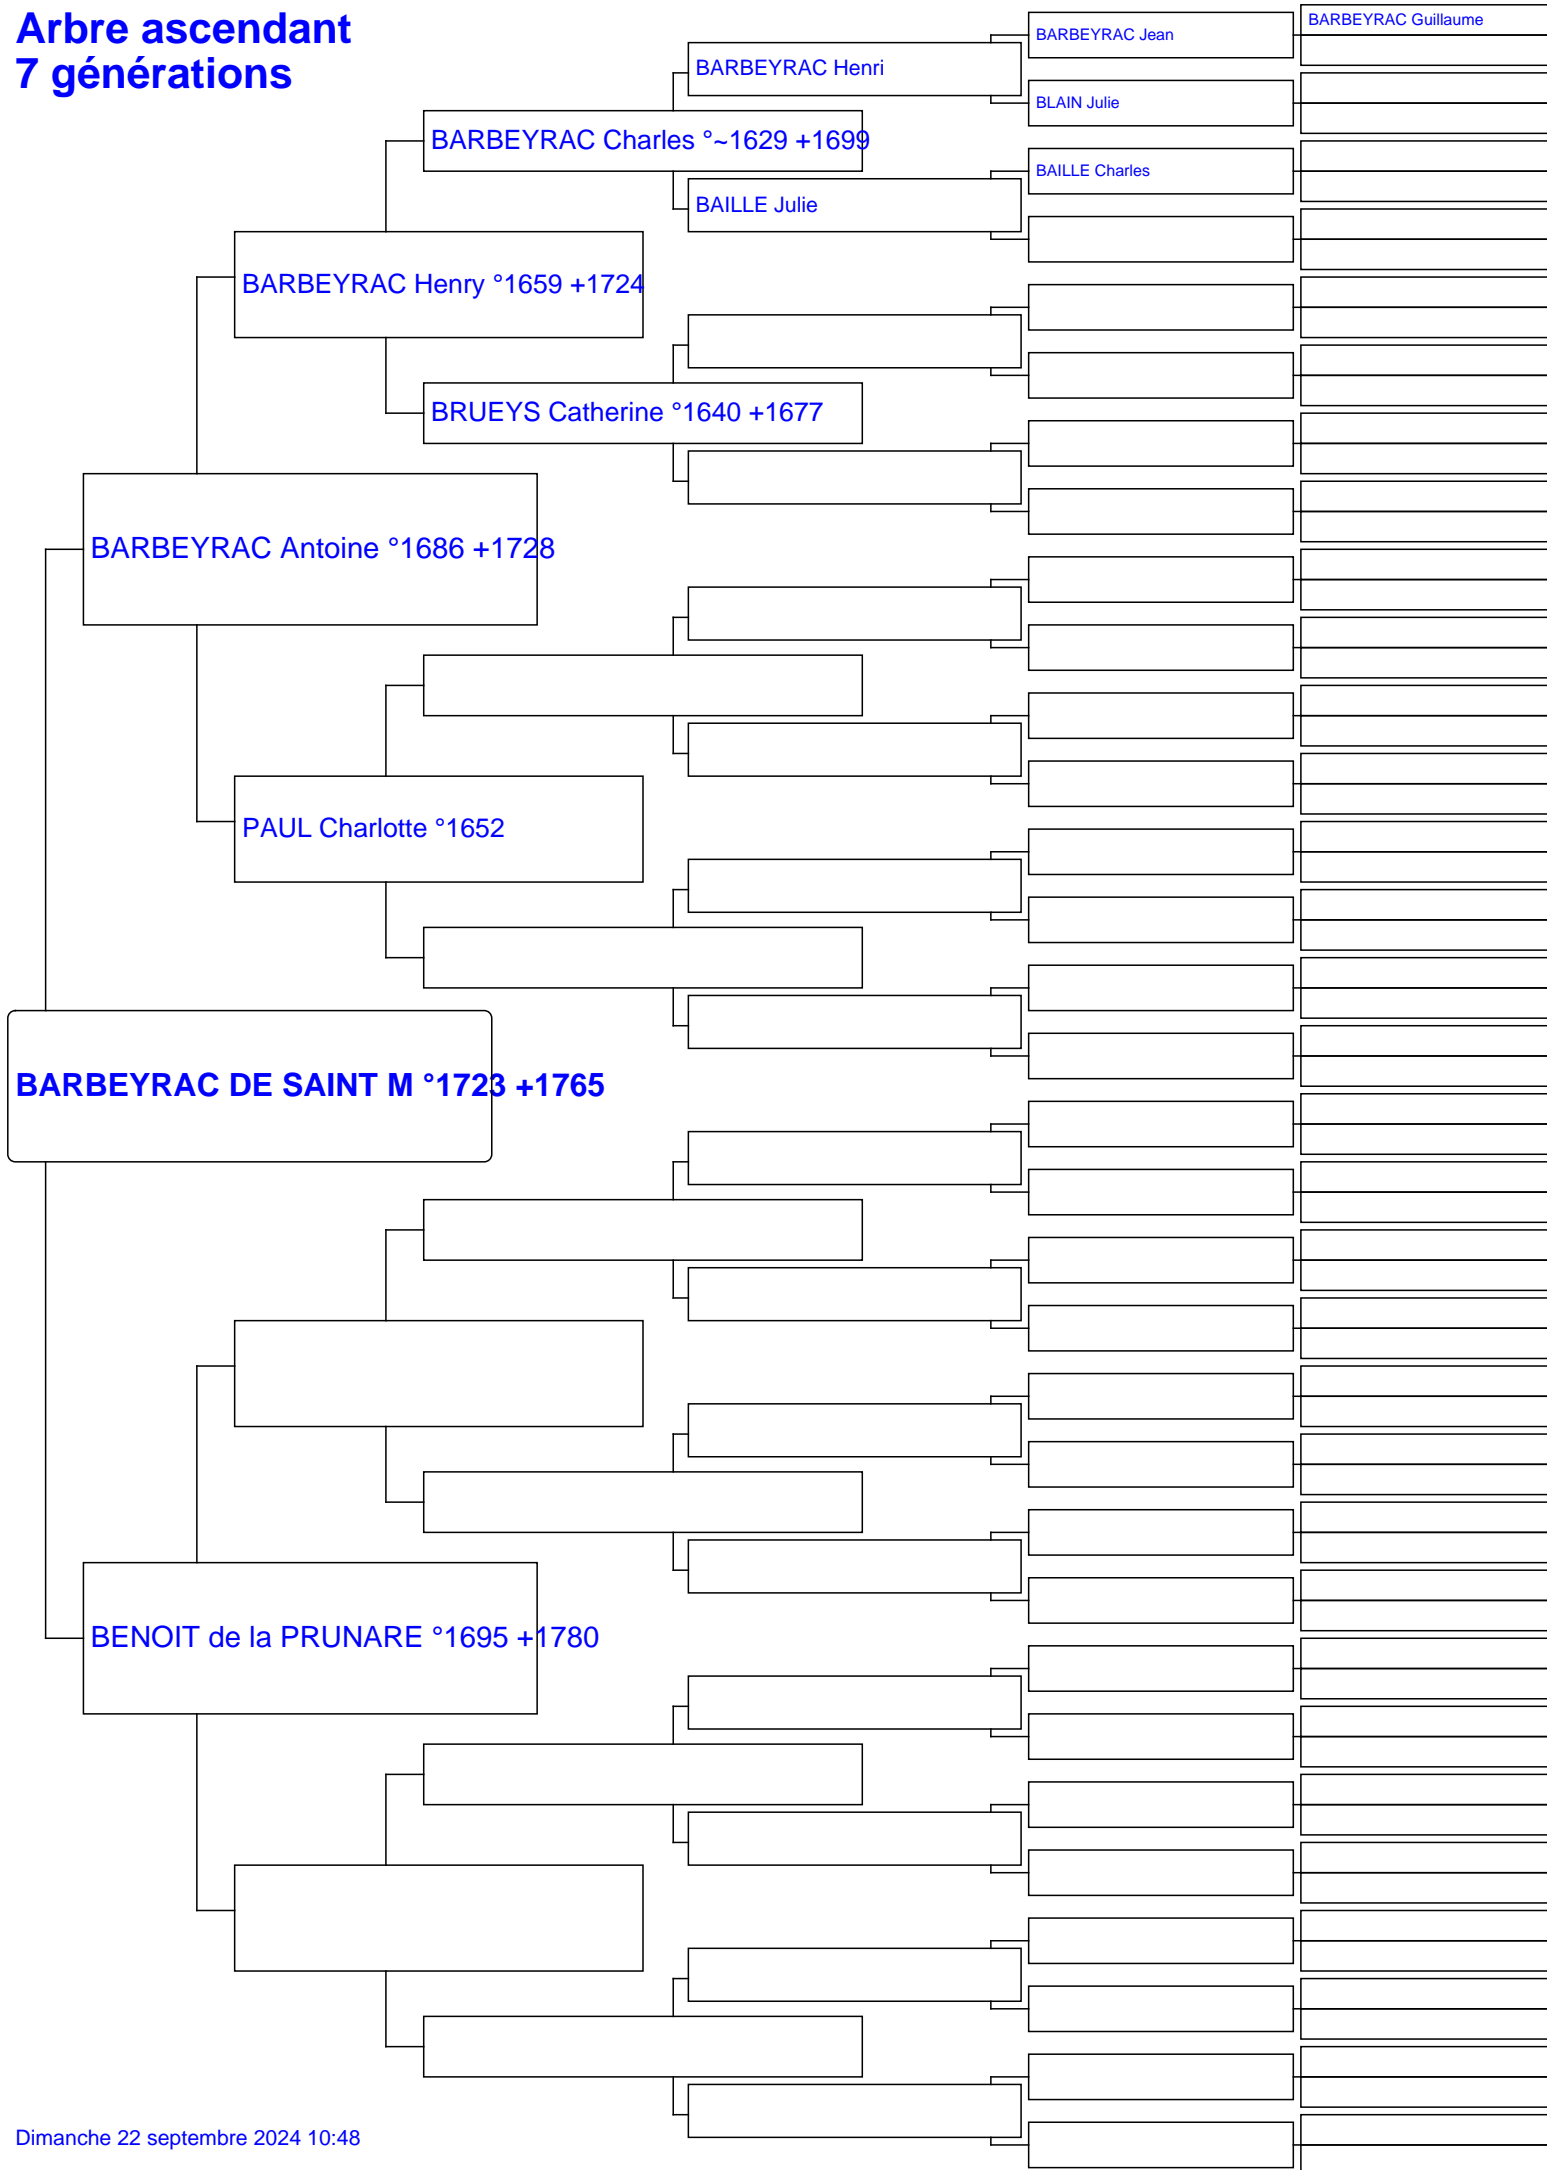 Arbre ascendant
7 générations
BARBEYRAC Guillaume
BARBEYRAC Jean
BARBEYRAC Henri
BLAIN Julie
BARBEYRAC Charles °~1629 +1699
BAILLE Charles
BAILLE Julie
BARBEYRAC Henry °1659 +1724
BRUEYS Catherine °1640 +1677
BARBEYRAC Antoine °1686 +1728
PAUL Charlotte °1652
BARBEYRAC DE SAINT M °1723 +1765
BENOIT de la PRUNARE °1695 +1780
Dimanche 22 septembre 2024 10:48